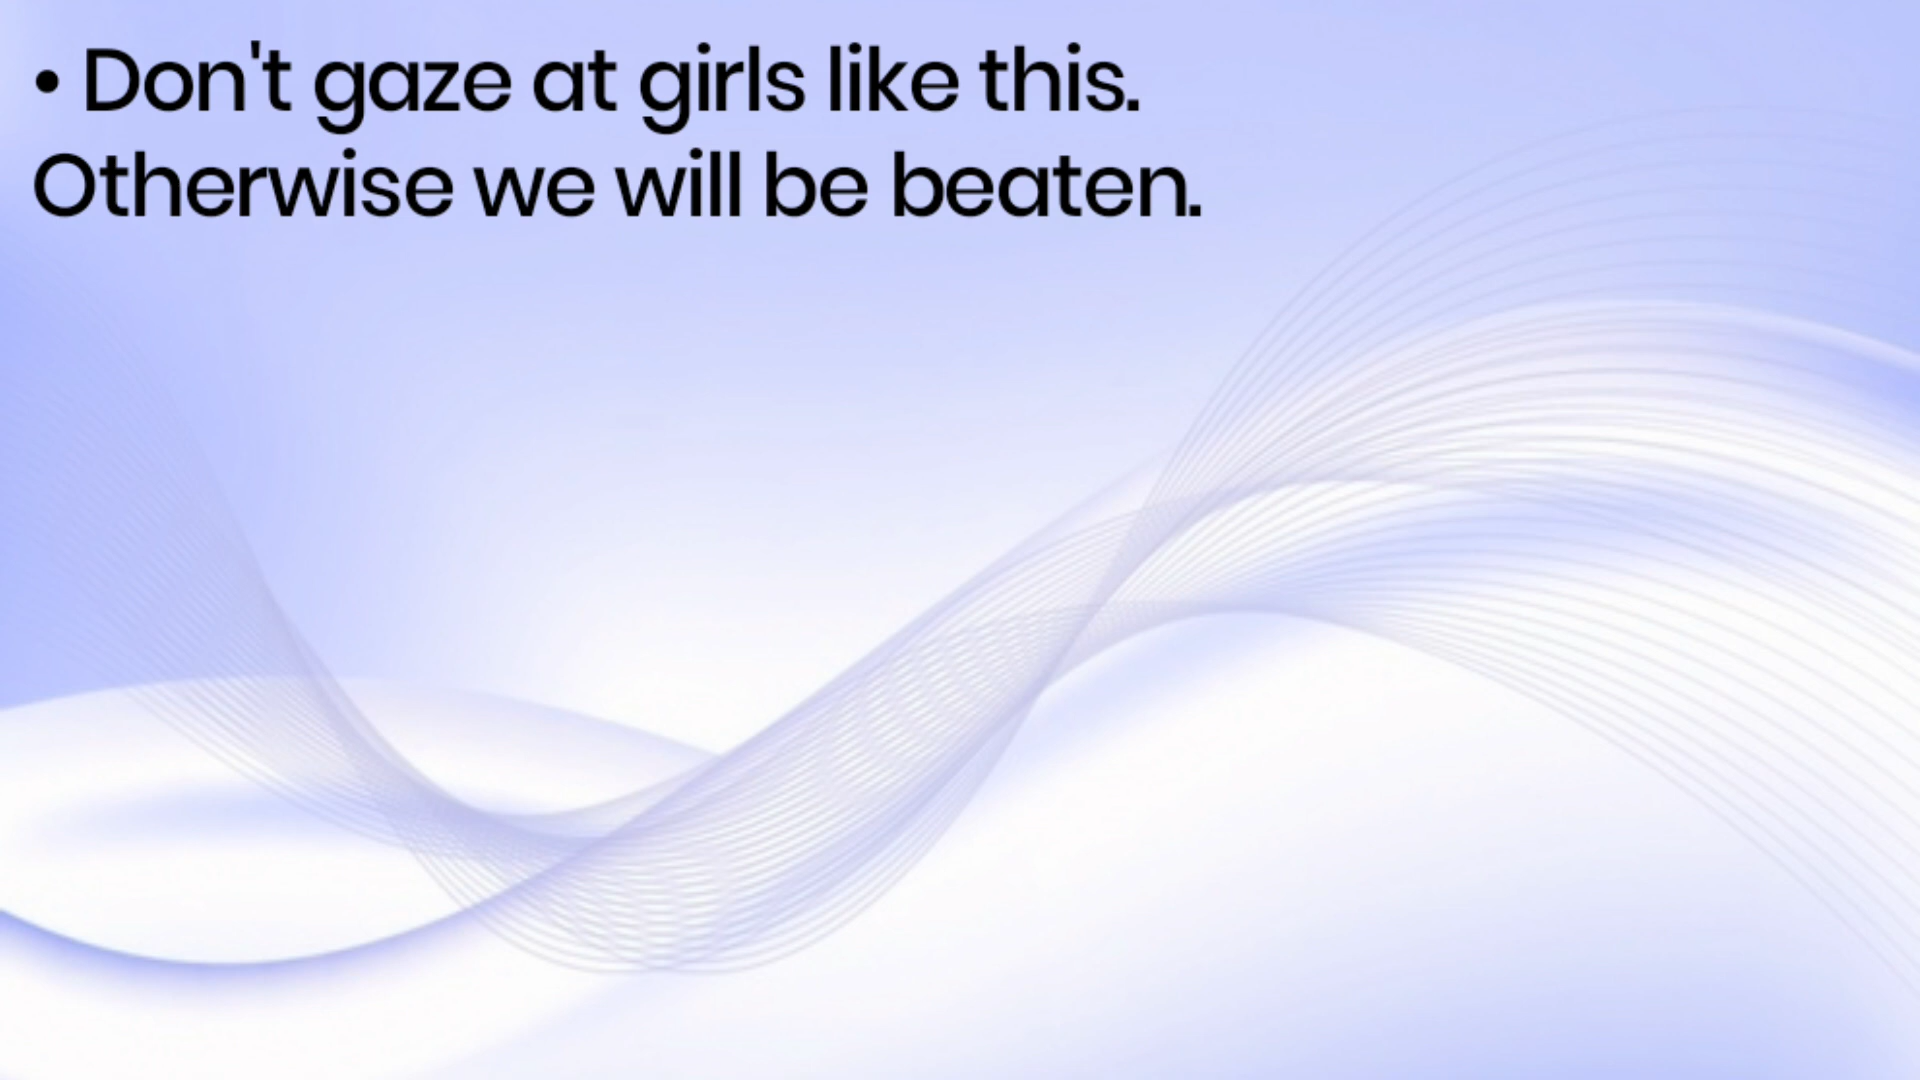 • Don't gaze at girls like this.
Otherwise we will be beaten.